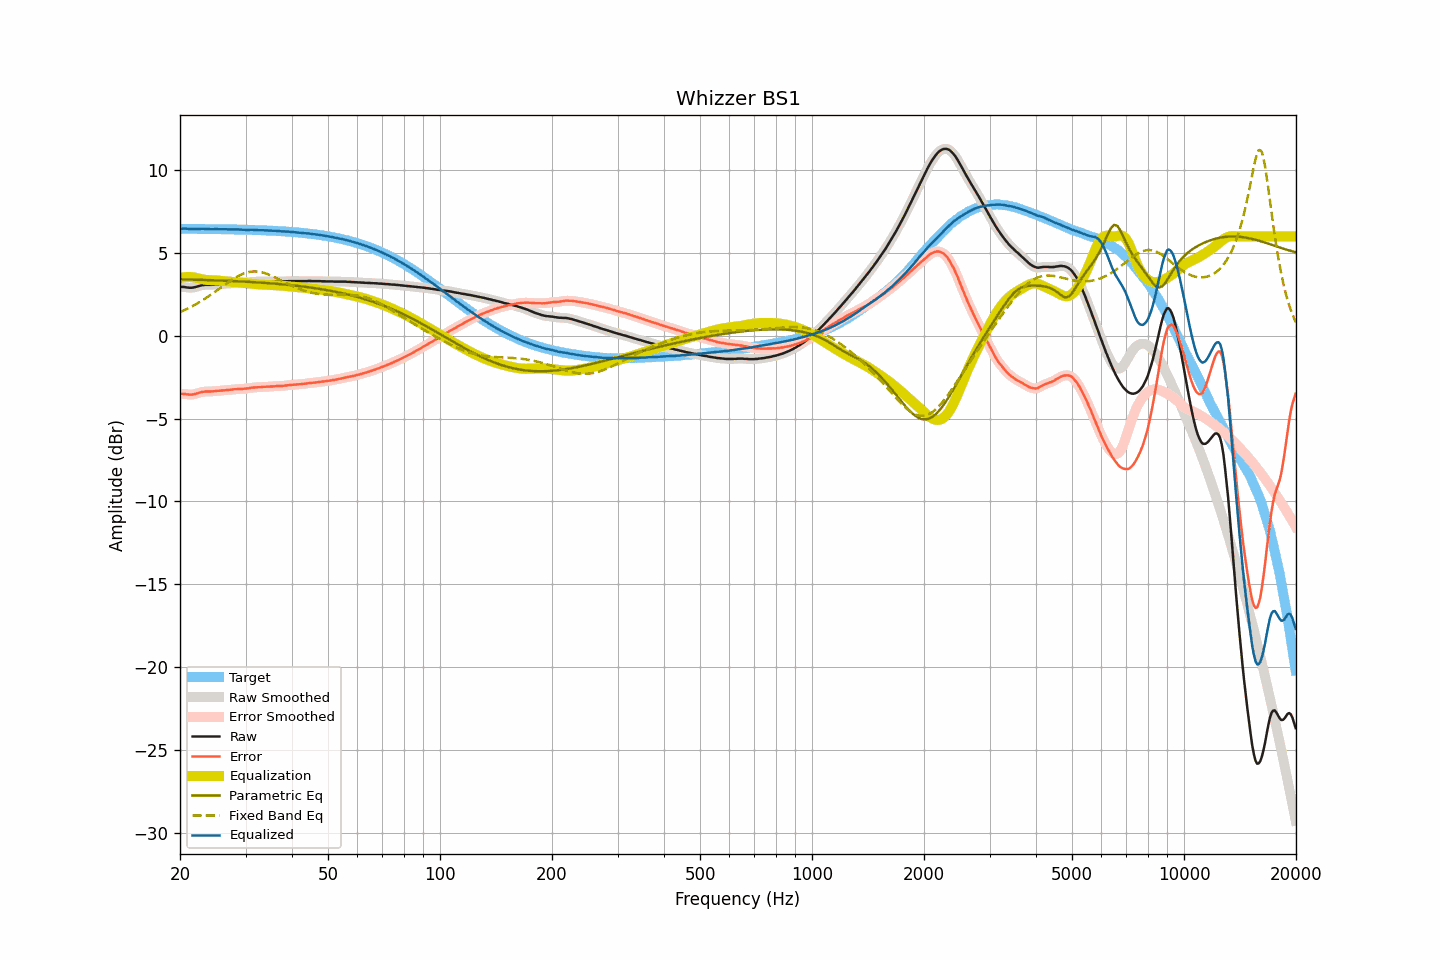 Whizzer BS1
Amplitude (dBr)
10
5
0
−5
−10
−15
−20
−25
−30
Target
Raw Smoothed
Error Smoothed
Raw
Error
Equalization
Parametric Eq
Fixed Band Eq
Equalized
20 50 100 200 500 1000 2000 5000 10000 20000
Frequency (Hz)